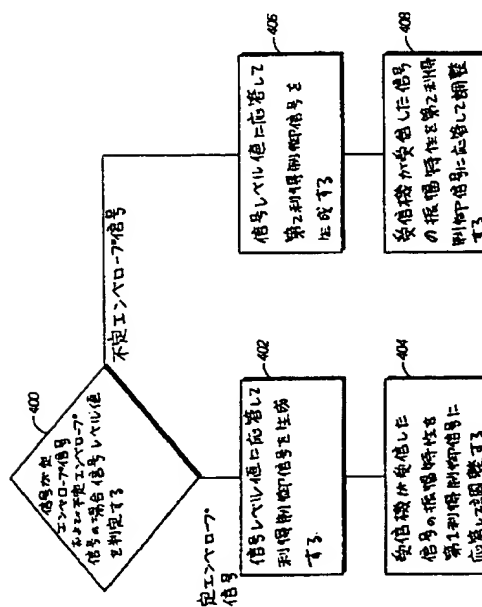 400
信号が定
エンベロープ信号
および不定エンベロープ
信号の場合信号レベル値
を判定する
不定エンベロープ信号
定エンベロープ
信号
402
信号レベル値に応答して
利得制御信号を生成
する
404
受信機が受信した
信号の振幅特性を
第1利得制御信号に
応答して調整する
406
信号レベル値に応答して
第2利得制御信号を
生成する
408
受信機が受信した信号
の振幅特性を第2利得
制御信号に応答して調整
する